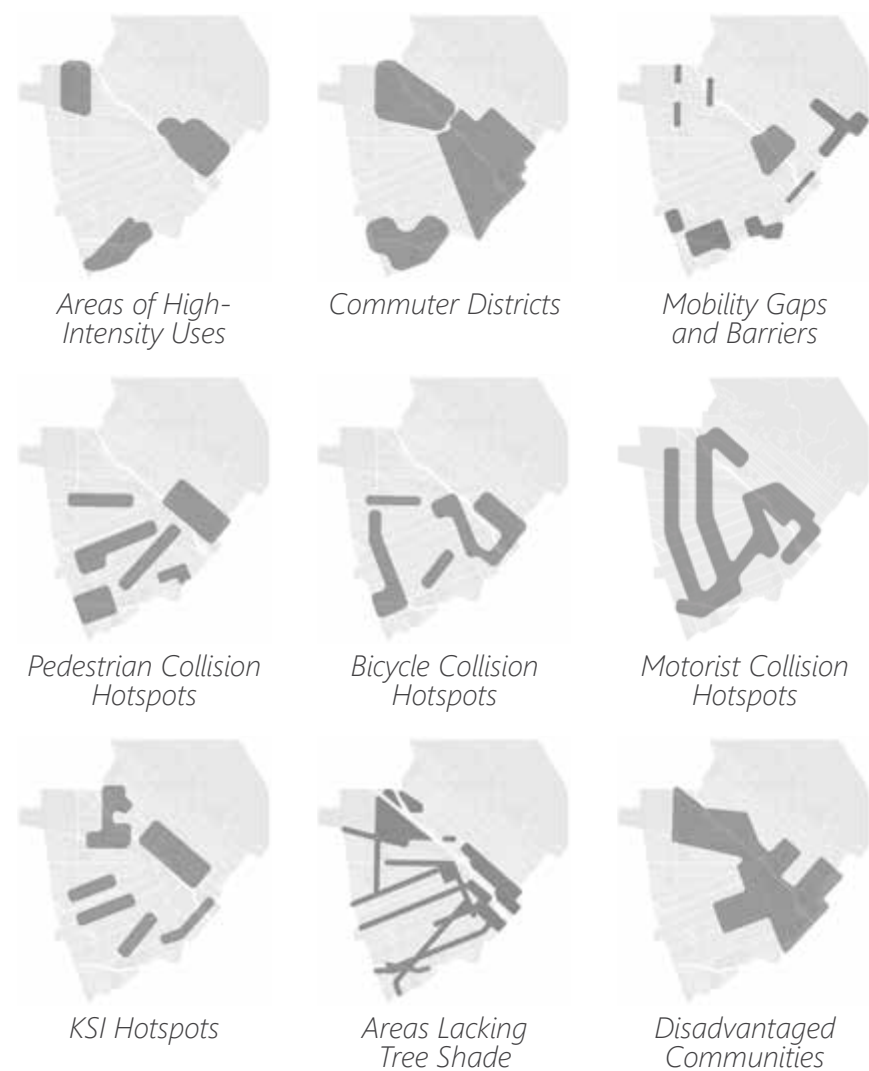 Areas of High-
Intensity Uses
Commuter Districts
Mobility Gaps
and Barriers
Pedestrian Collision
Hotspots
Bicycle Collision
Hotspots
Motorist Collision
Hotspots
KSI Hotspots
Areas Lacking
Tree Shade
Disadvantaged
Communities